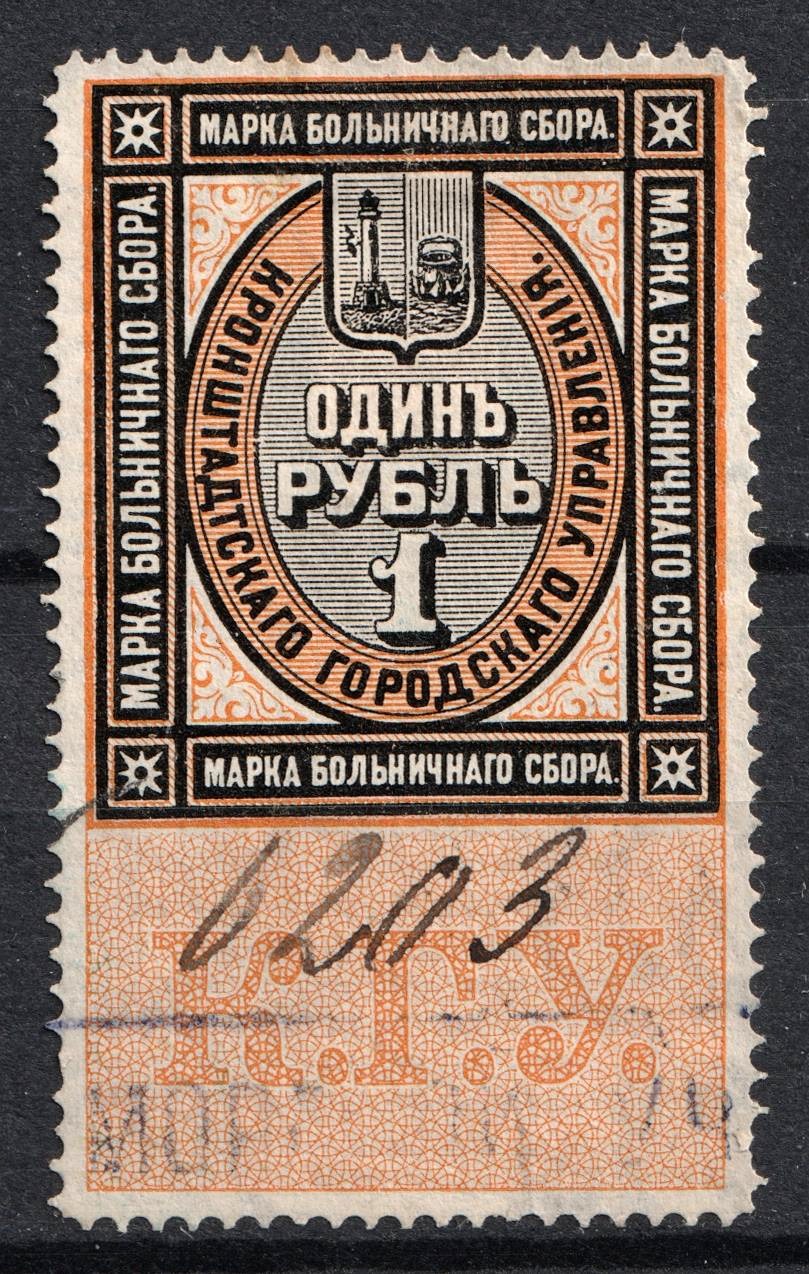 МАРКА БОЛЬНИЧНАГО СБОРА.
МАРКА БОЛЬНИЧНАГО СБОРА.
МАРКА БОЛЬНИЧНАГО СБОРА.
КРОНШТАДТСКАГО ГОРОДСКАГО УПРАВЛЕНІЯ.
ОДИНЪ
РУБЛЬ
1
МАРКА БОЛЬНИЧНАГО СБОРА.
6203
К.Г.У.